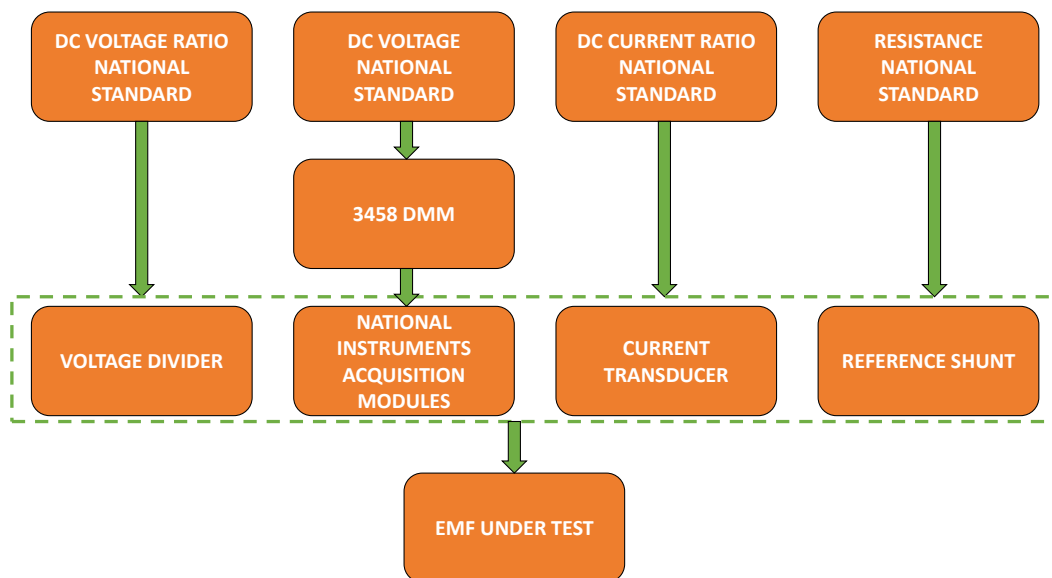 DC VOLTAGE RATIO
NATIONAL
STANDARD
DC VOLTAGE
NATIONAL
STANDARD
DC CURRENT RATIO
NATIONAL
STANDARD
RESISTANCE
NATIONAL
STANDARD
3458 DMM
VOLTAGE DIVIDER
NATIONAL
INSTRUMENTS
ACQUISITION
MODULES
CURRENT
TRANSDUCER
REFERENCE SHUNT
EMF UNDER TEST